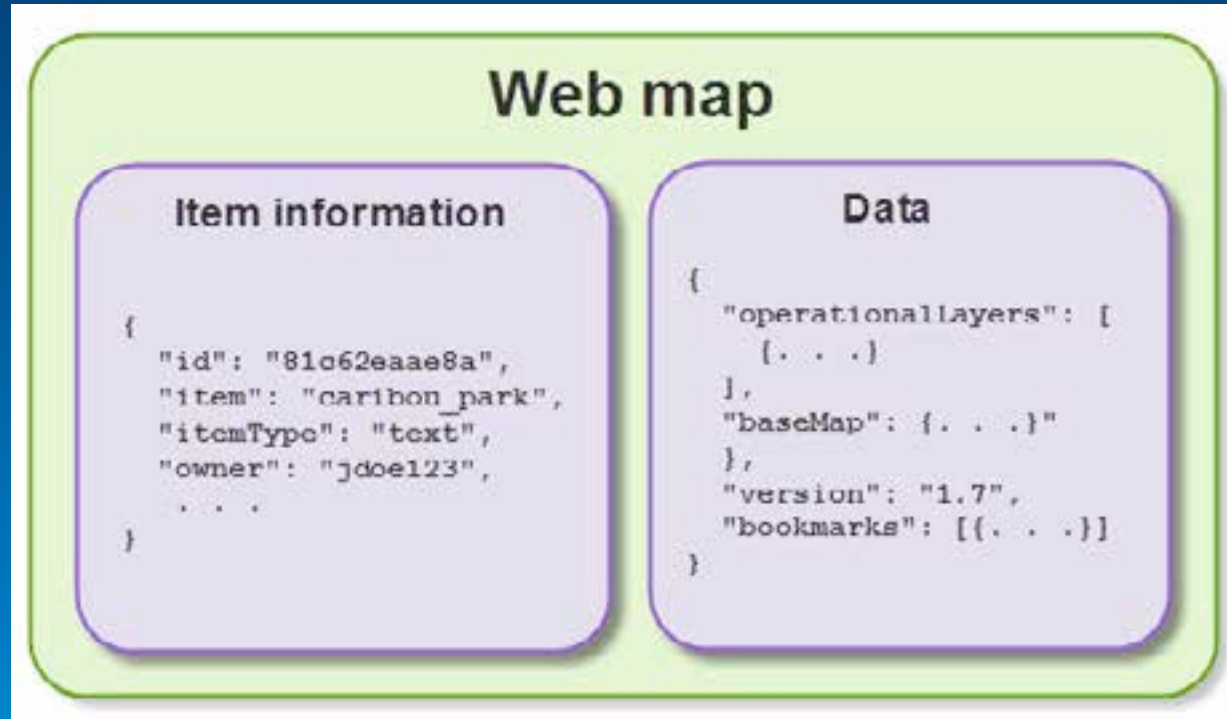 Web map
Item information
{
"id": "81c62eaae8a",
"item": "caribou_park",
"itemType": "text",
"owner": "jdoe123",
. . .
}
Data
{
"operationalLayers": [
{. . .}
],
"baseMap": {. . .}"
},
"version": "1.7",
"bookmarks": [{. . .}]
}